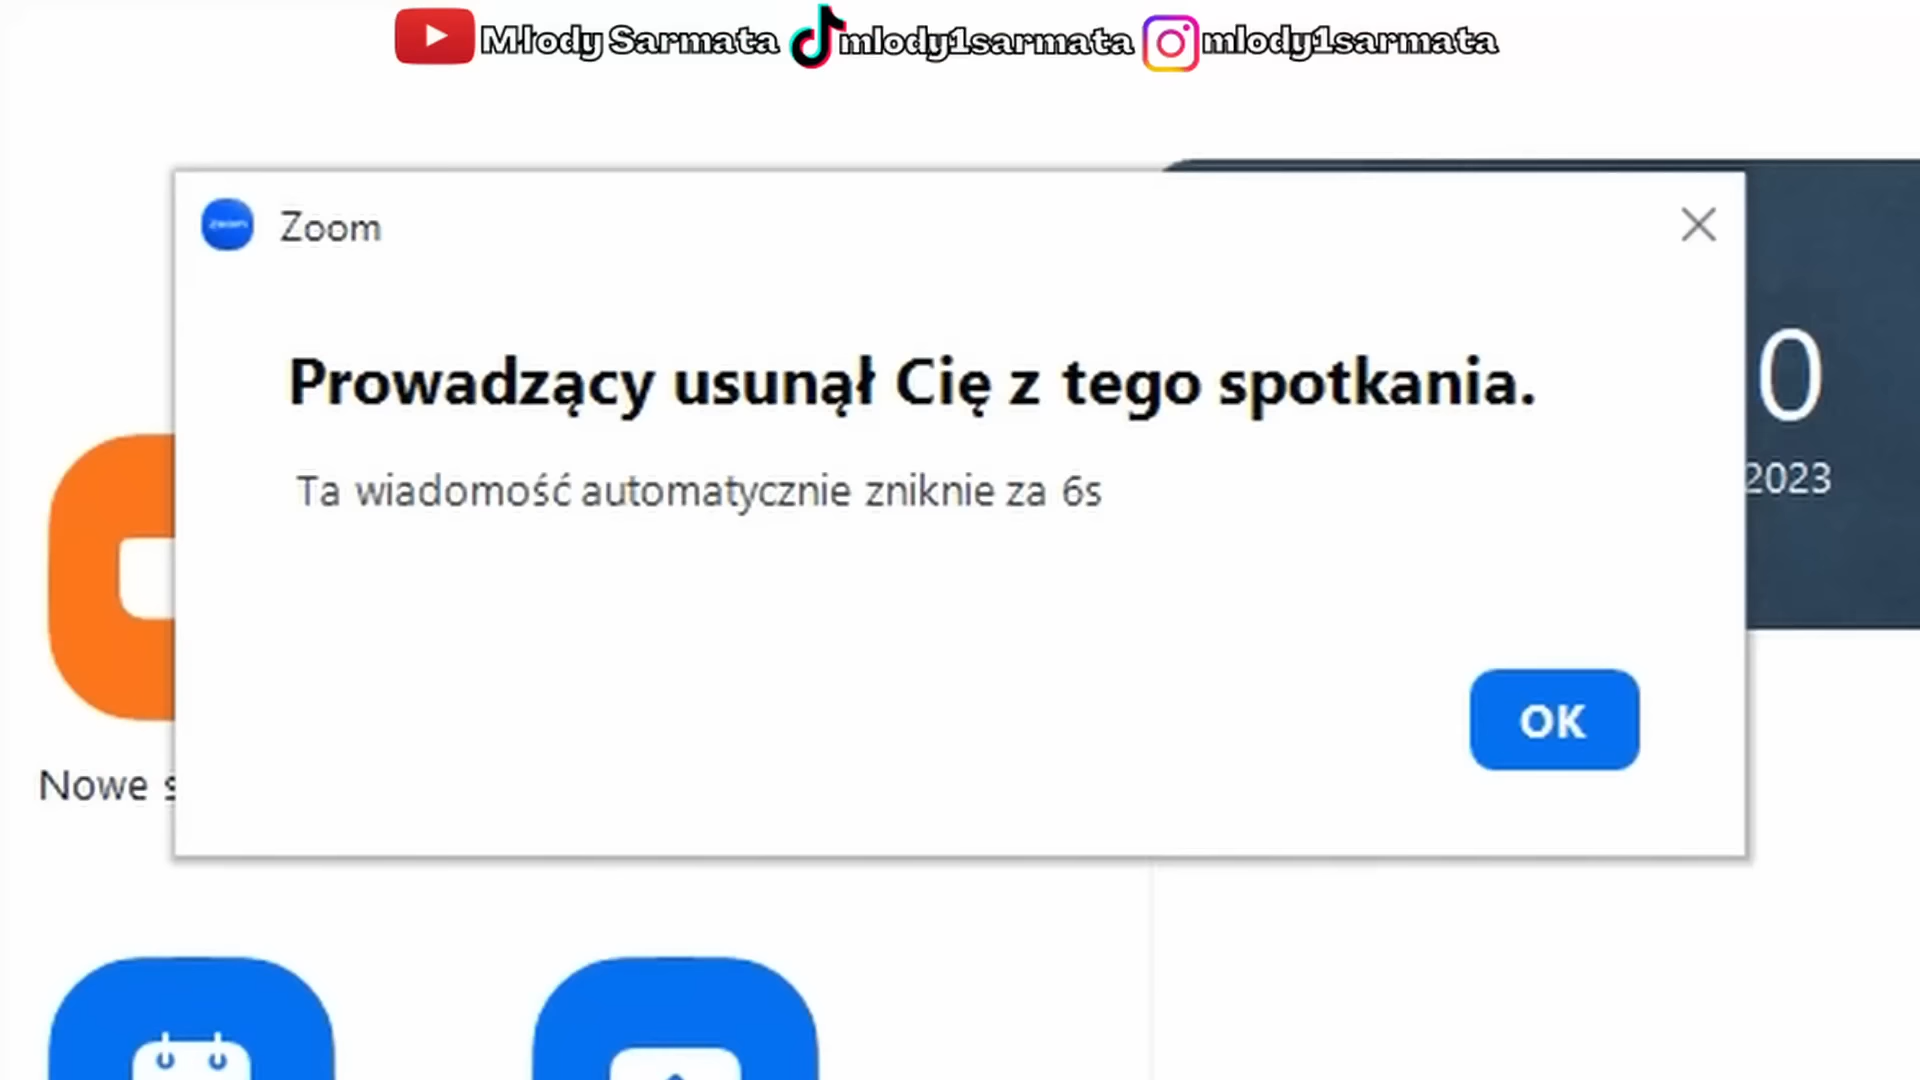 Młody Sarmata mlody1sarmata mlody1sarmata
zoom Zoom
Prowadzący usunął Cię z tego spotkania.
Ta wiadomość automatycznie zniknie za 6s
0
2023
OK
Nowe s